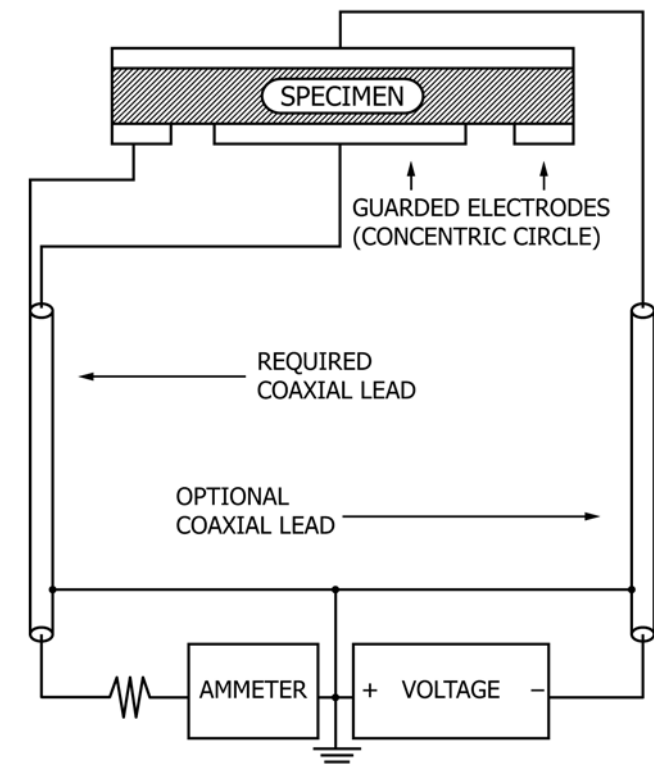 SPECIMEN
GUARDED ELECTRODES
(CONCENTRIC CIRCLE)
REQUIRED
COAXIAL LEAD
OPTIONAL
COAXIAL LEAD
AMMETER
+ VOLTAGE −